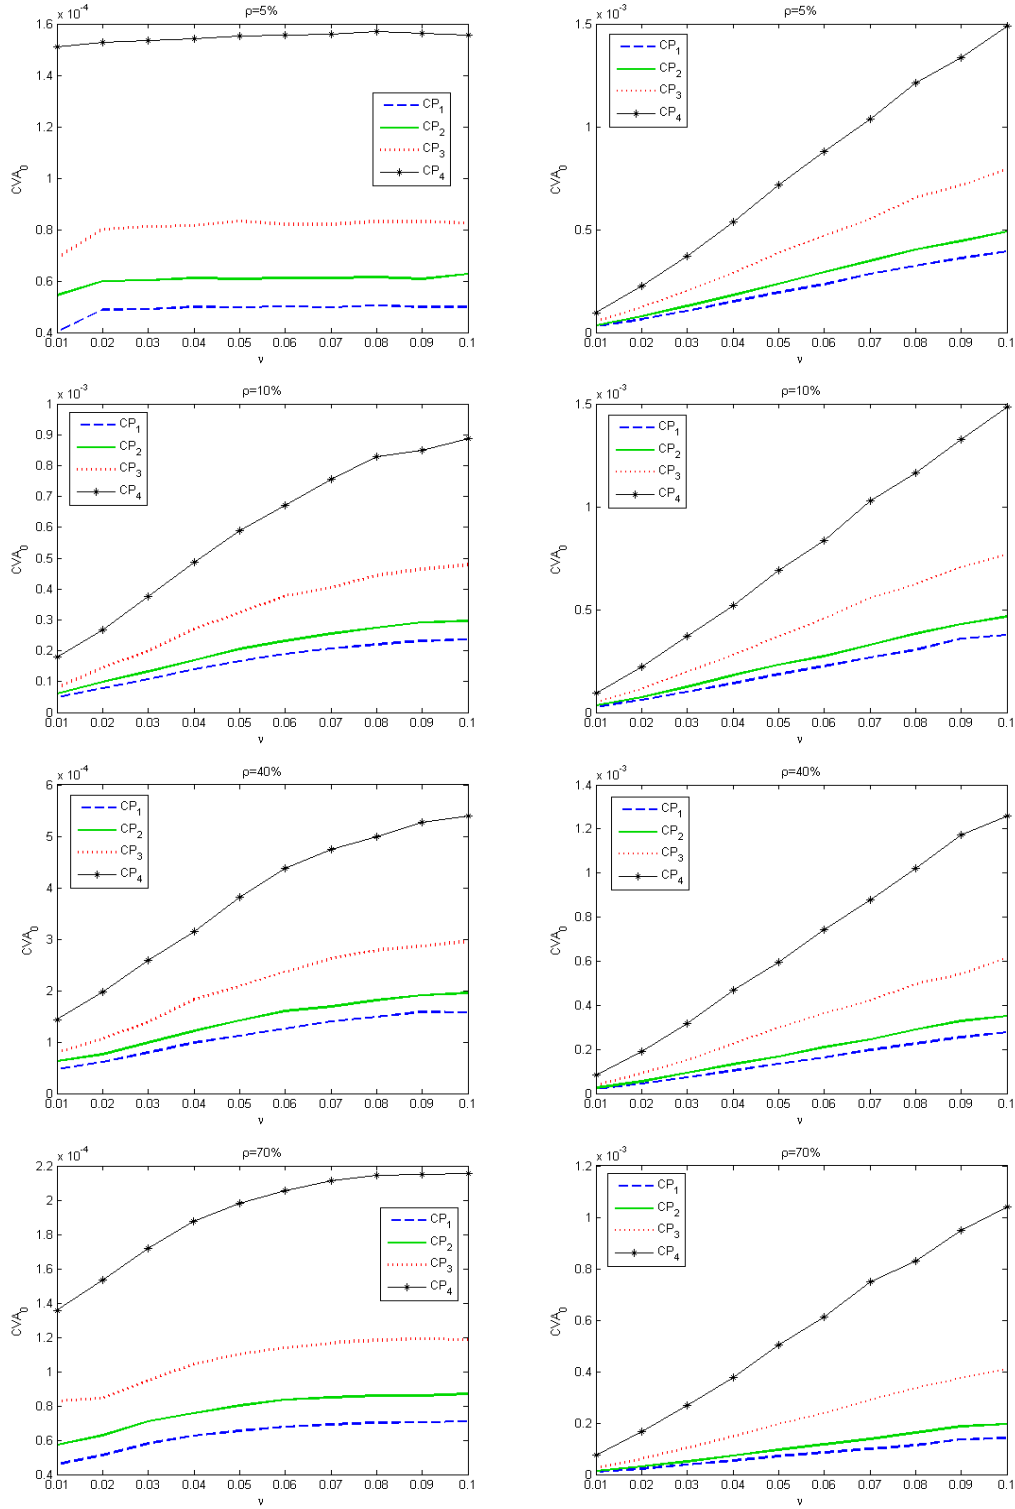 ρ=5%
x 10⁻⁴
1.6
1.4
1.2
1
0.8
0.6
0.4
CVA₀
CP₁
CP₂
CP₃
CP₄
0.01 0.02 0.03 0.04 0.05 0.06 0.07 0.08 0.09 0.1
ν
ρ=5%
x 10⁻³
1.5
1
0.5
0
CVA₀
CP₁
CP₂
CP₃
CP₄
0.01 0.02 0.03 0.04 0.05 0.06 0.07 0.08 0.09 0.1
ν
ρ=10%
x 10⁻³
1
0.9
0.8
0.7
0.6
0.5
0.4
0.3
0.2
0.1
0
CVA₀
CP₁
CP₂
CP₃
CP₄
0.01 0.02 0.03 0.04 0.05 0.06 0.07 0.08 0.09 0.1
ν
ρ=10%
x 10⁻³
1.5
1
0.5
0
CVA₀
CP₁
CP₂
CP₃
CP₄
0.01 0.02 0.03 0.04 0.05 0.06 0.07 0.08 0.09 0.1
ν
ρ=40%
x 10⁻⁴
6
5
4
3
2
1
0
CVA₀
CP₁
CP₂
CP₃
CP₄
0.01 0.02 0.03 0.04 0.05 0.06 0.07 0.08 0.09 0.1
ν
ρ=40%
x 10⁻³
1.4
1.2
1
0.8
0.6
0.4
0.2
0
CVA₀
CP₁
CP₂
CP₃
CP₄
0.01 0.02 0.03 0.04 0.05 0.06 0.07 0.08 0.09 0.1
ν
ρ=70%
x 10⁻⁴
2.2
2
1.8
1.6
1.4
1.2
1
0.8
0.6
0.4
CVA₀
CP₁
CP₂
CP₃
CP₄
0.01 0.02 0.03 0.04 0.05 0.06 0.07 0.08 0.09 0.1
ν
ρ=70%
x 10⁻³
1.2
1
0.8
0.6
0.4
0.2
0
CVA₀
CP₁
CP₂
CP₃
CP₄
0.01 0.02 0.03 0.04 0.05 0.06 0.07 0.08 0.09 0.1
ν